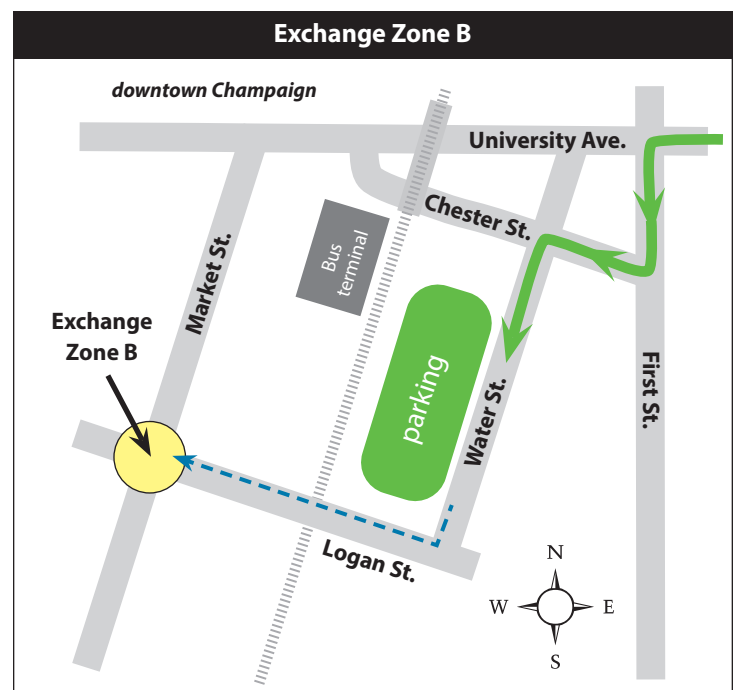 Exchange Zone B
downtown Champaign
University Ave.
Chester St.
Bus
terminal
Market St.
Exchange
Zone B
parking
Water St.
First St.
Logan St.
N
W
E
S